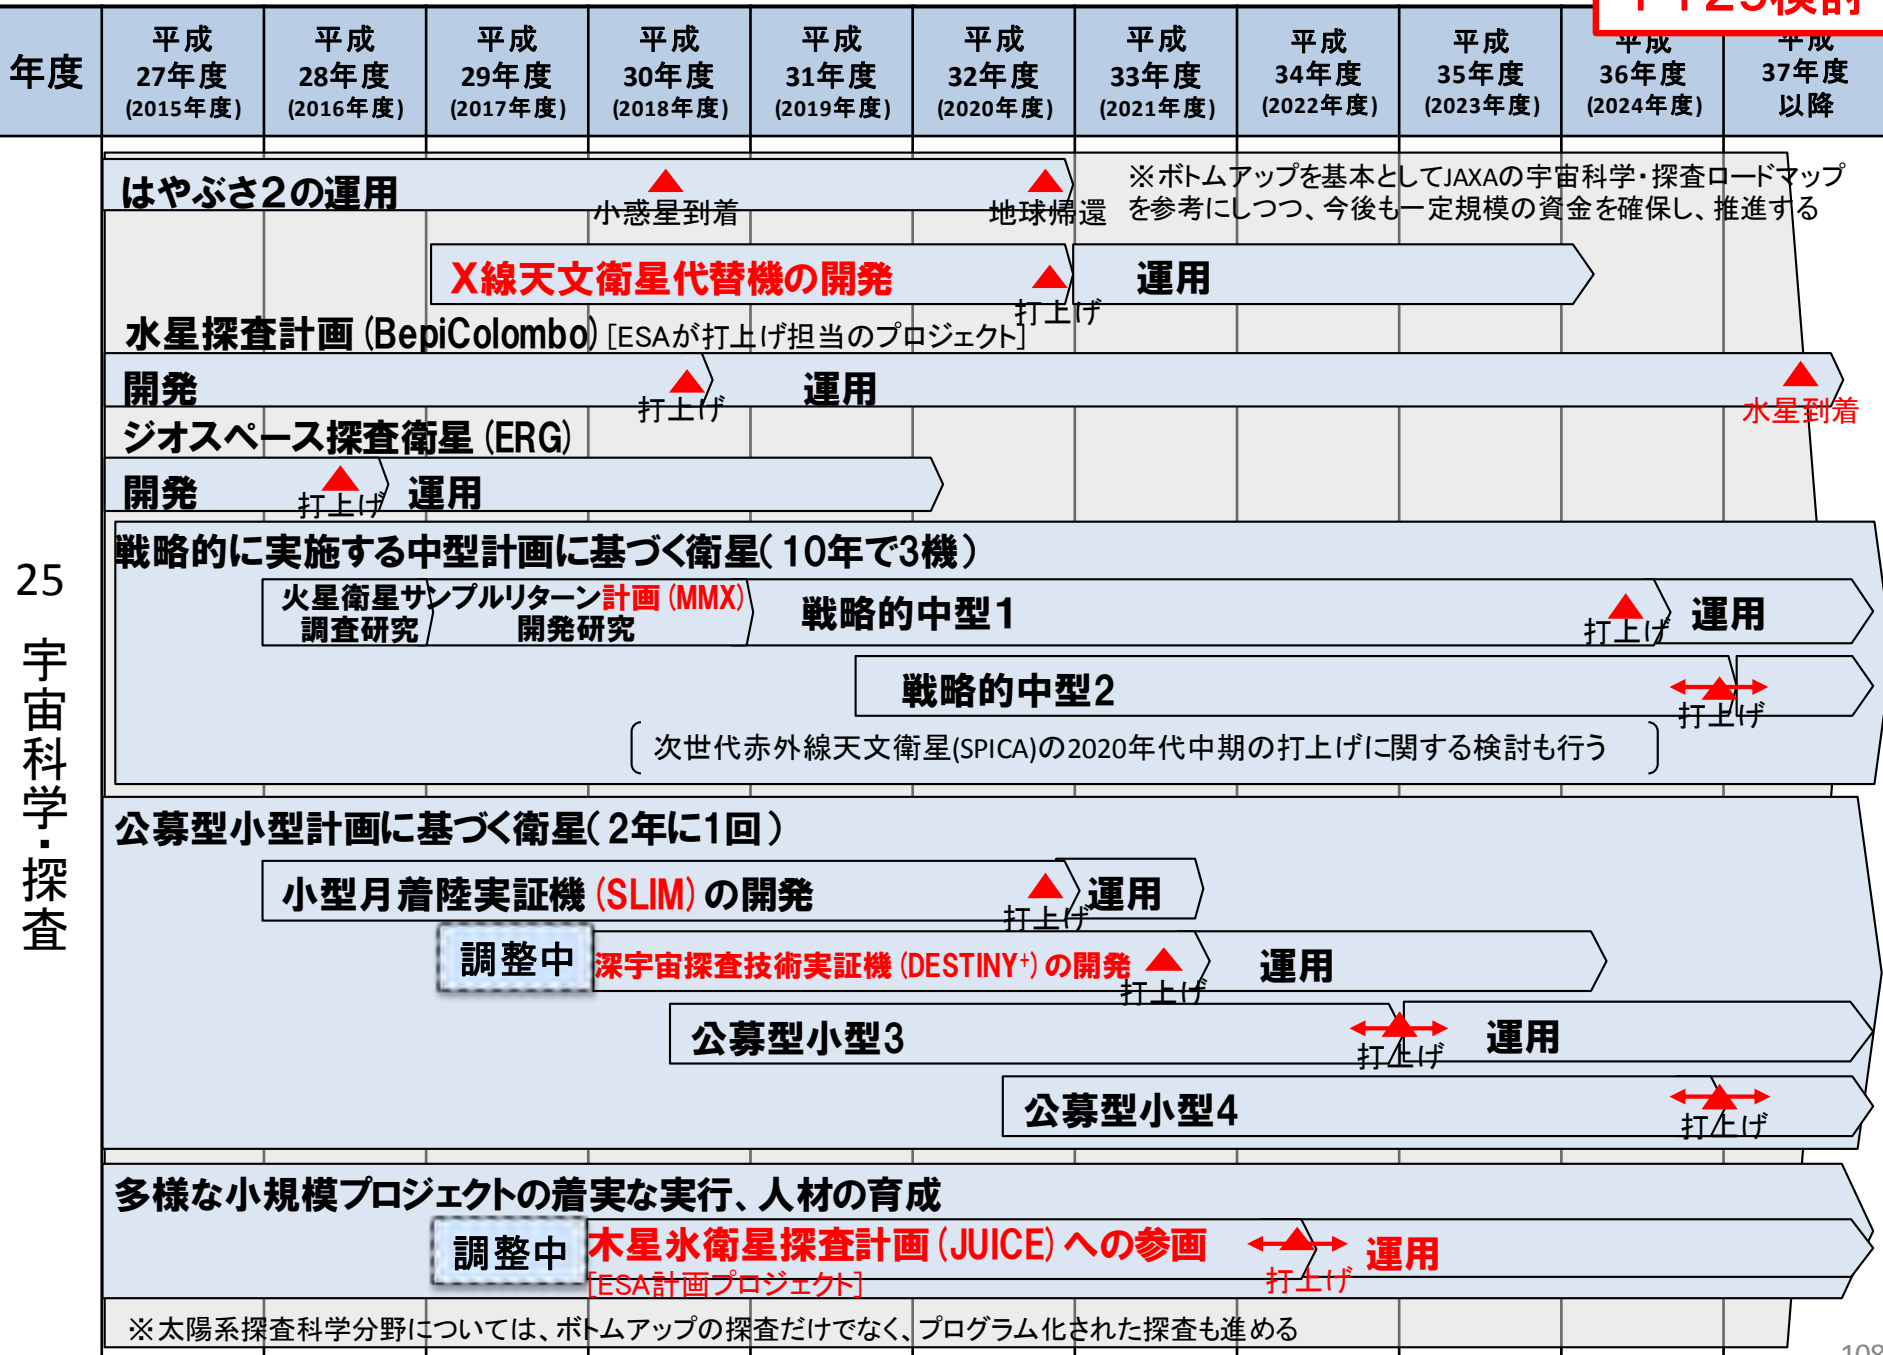 年度
平成
27年度
(2015年度)
平成
28年度
(2016年度)
平成
29年度
(2017年度)
平成
30年度
(2018年度)
平成
31年度
(2019年度)
平成
32年度
(2020年度)
平成
33年度
(2021年度)
平成
34年度
(2022年度)
平成
35年度
(2023年度)
平成
36年度
(2024年度)
平成
37年度
以降
25 宇宙科学・探査
はやぶさ2の運用
小惑星到着
地球帰還
※ボトムアップを基本としてJAXAの宇宙科学・探査ロードマップ
を参考にしつつ、今後も一定規模の資金を確保し、推進する
X線天文衛星代替機の開発
打上げ
運用
水星探査計画(BepiColombo)[ESAが打上げ担当のプロジェクト]
開発
打上げ
運用
水星到着
ジオスペース探査衛星(ERG)
開発
打上げ
運用
戦略的に実施する中型計画に基づく衛星(10年で3機)
火星衛星サンプルリターン計画(MMX)
調査研究
開発研究
戦略的中型1
打上げ
運用
戦略的中型2
打上げ
次世代赤外線天文衛星(SPICA)の2020年代中期の打上げに関する検討も行う
公募型小型計画に基づく衛星(2年に1回)
小型月着陸実証機(SLIM)の開発
打上げ
運用
調整中
深宇宙探査技術実証機(DESTINY⁺)の開発
打上げ
運用
公募型小型3
打上げ
運用
公募型小型4
打上げ
多様な小規模プロジェクトの着実な実行、人材の育成
調整中
木星氷衛星探査計画(JUICE)への参画
[ESA計画プロジェクト]
打上げ
運用
※太陽系探査科学分野については、ボトムアップの探査だけでなく、プログラム化された探査も進める
108